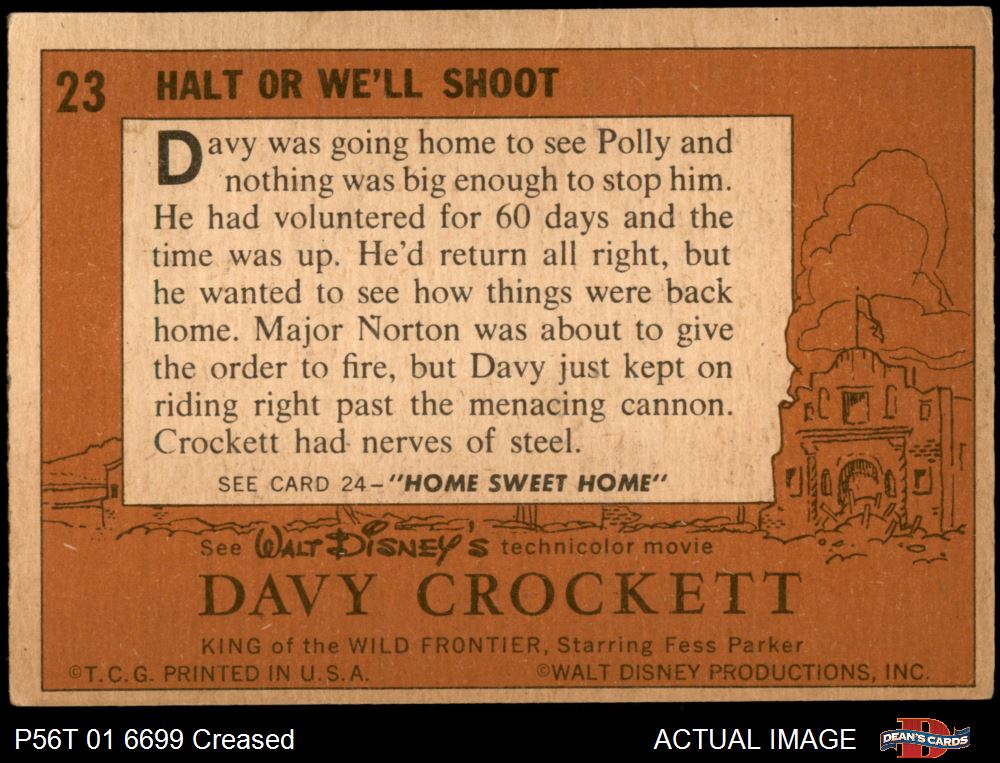 23 HALT OR WE'LL SHOOT
Davy was going home to see Polly and
nothing was big enough to stop him.
He had voluntered for 60 days and the
time was up. He'd return all right, but
he wanted to see how things were back
home. Major Norton was about to give
the order to fire, but Davy just kept on
riding right past the menacing cannon.
Crockett had nerves of steel.
SEE CARD 24-"HOME SWEET HOME"
See WALT DISNEY'S technicolor movie
DAVY CROCKETT
KING of the WILD FRONTIER, Starring Fess Parker
©T.C.G. PRINTED IN U.S.A. ©WALT DISNEY PRODUCTIONS, INC.
P56T 01 6699 Creased ACTUAL IMAGE DEAN'S CARDS